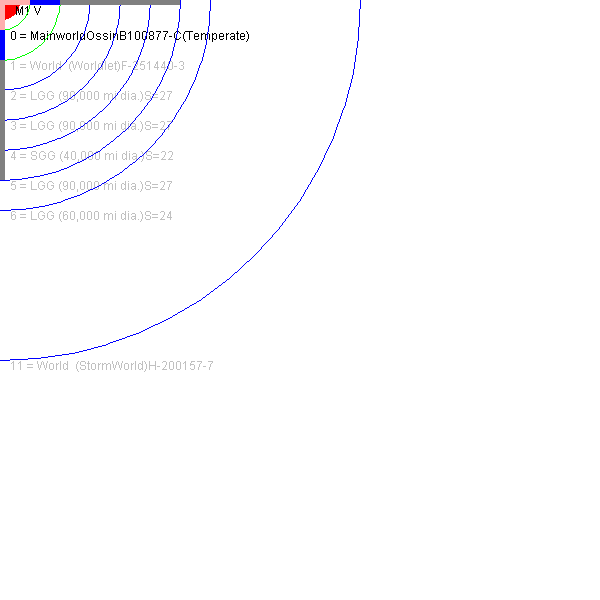 M1 V
0 = MainworldOssinB100877-C(Temperate)
1 = World (Worldlet)F-251440-3
2 = LGG (90,000 mi dia.)S=27
3 = LGG (90,000 mi dia.)S=27
4 = SGG (40,000 mi dia.)S=22
5 = LGG (90,000 mi dia.)S=27
6 = LGG (60,000 mi dia.)S=24
11 = World (StormWorld)H-200157-7